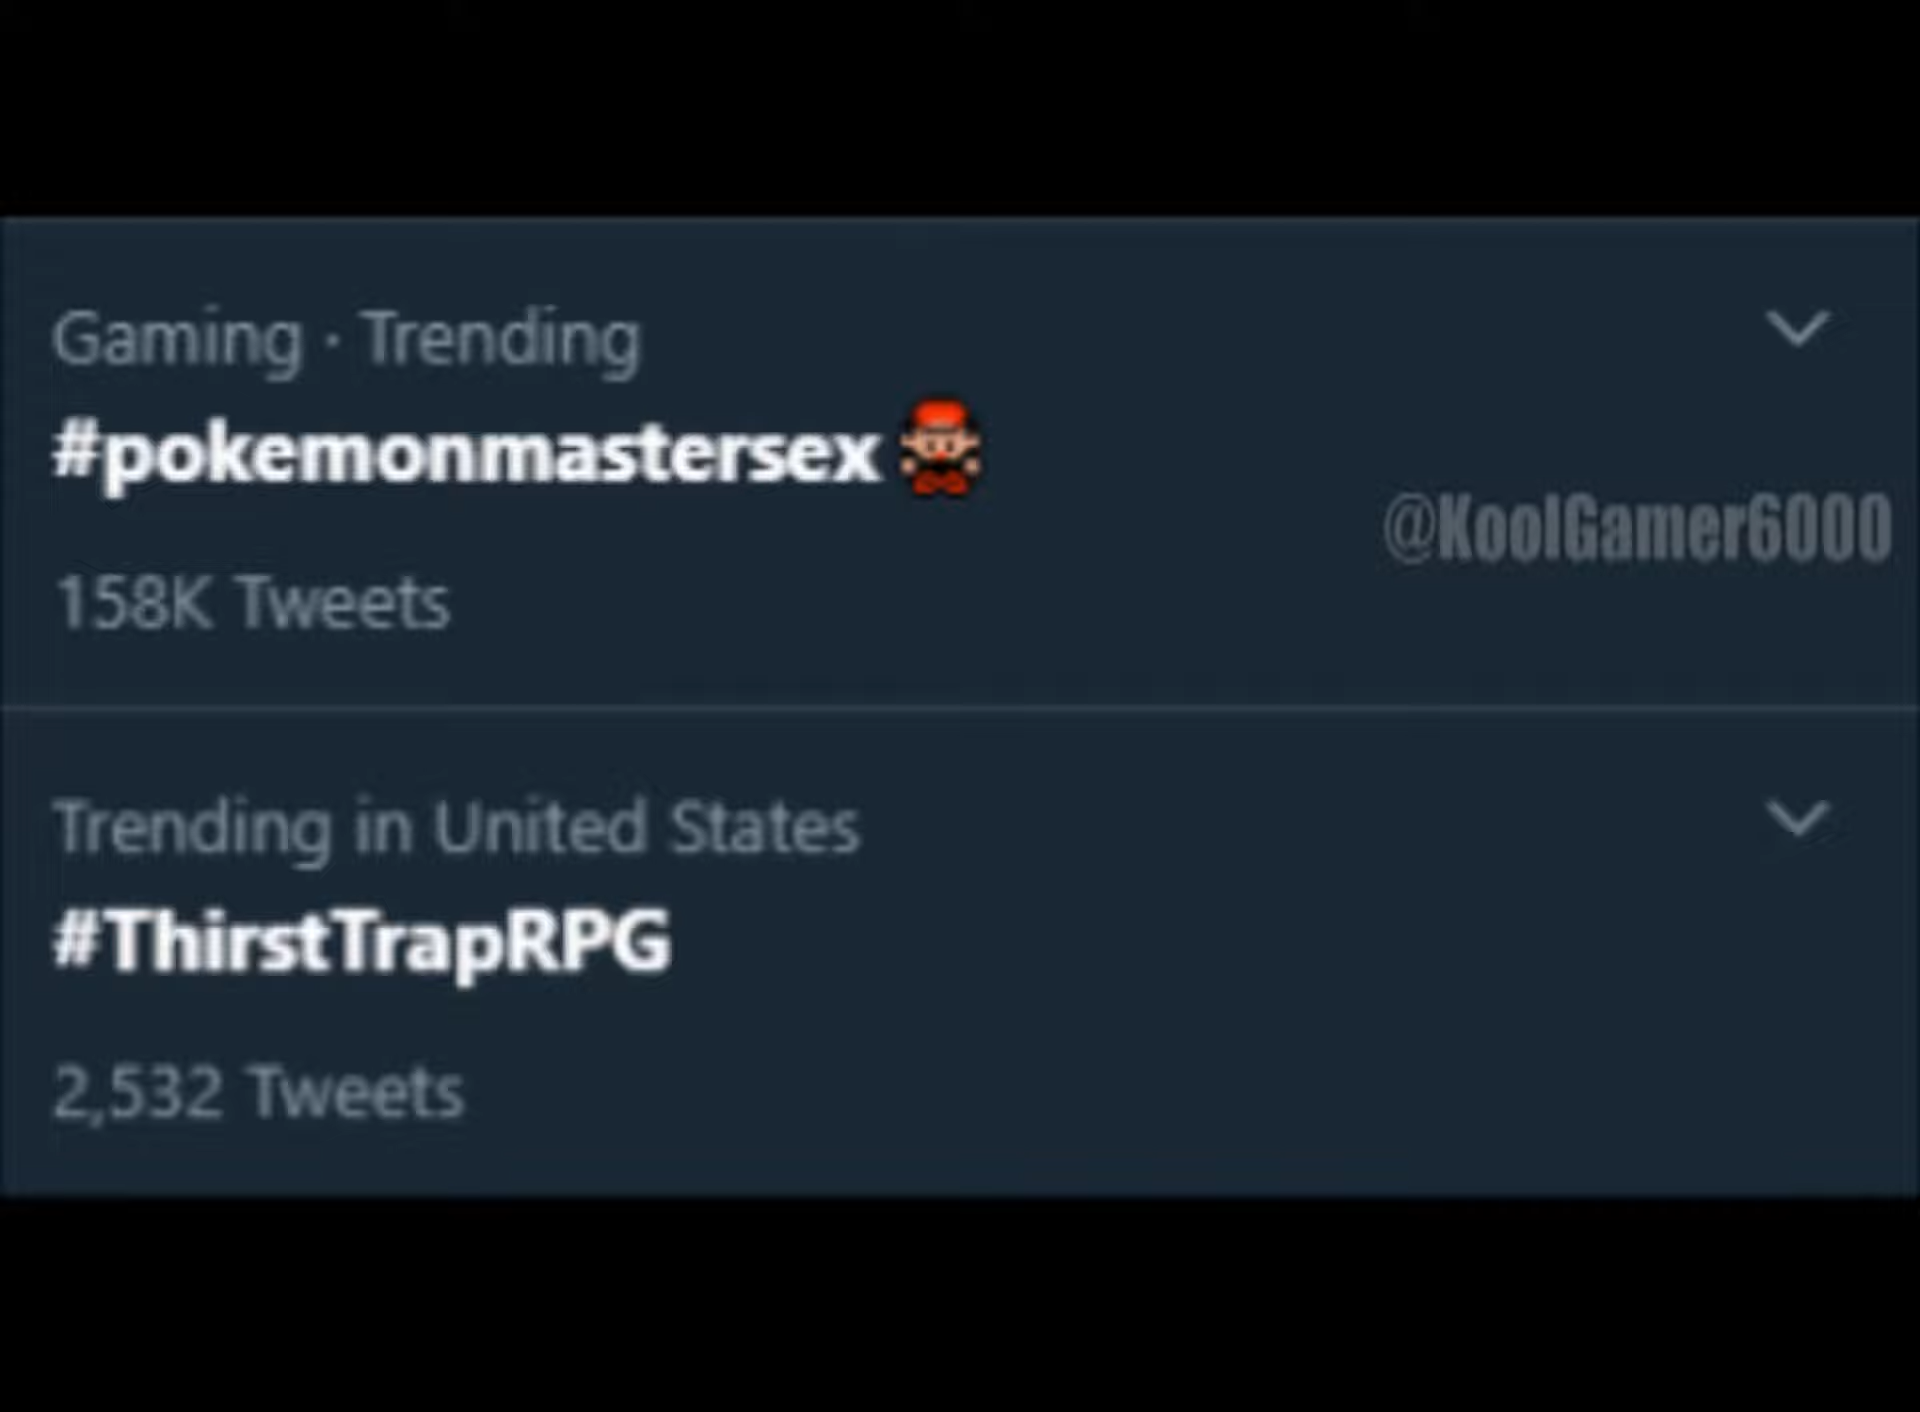 Gaming · Trending
#pokemonmastersex
@KoolGamer6000
158K Tweets
Trending in United States
#ThirstTrapRPG
2,532 Tweets